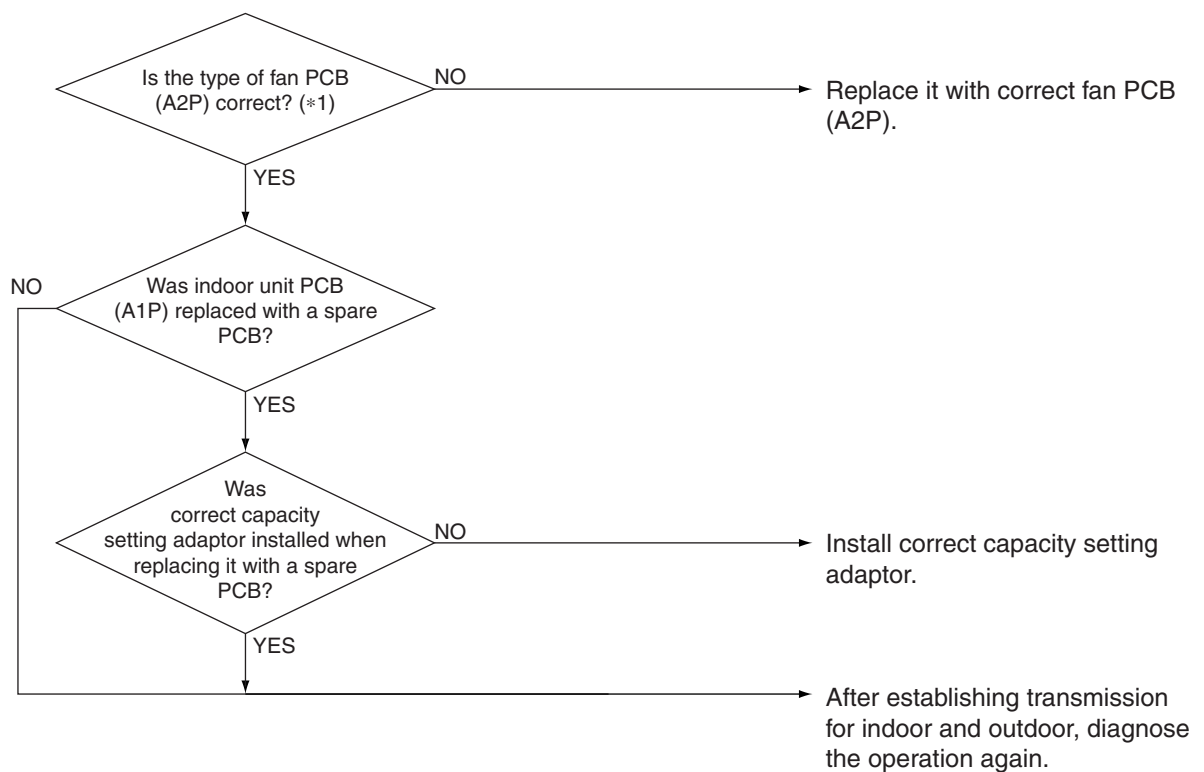 Is the type of fan PCB
(A2P) correct? (*1)
NO
Replace it with correct fan PCB
(A2P).
YES
NO
Was indoor unit PCB
(A1P) replaced with a spare
PCB?
YES
Was
correct capacity
setting adaptor installed when
replacing it with a spare
PCB?
NO
Install correct capacity setting
adaptor.
YES
After establishing transmission
for indoor and outdoor, diagnose
the operation again.